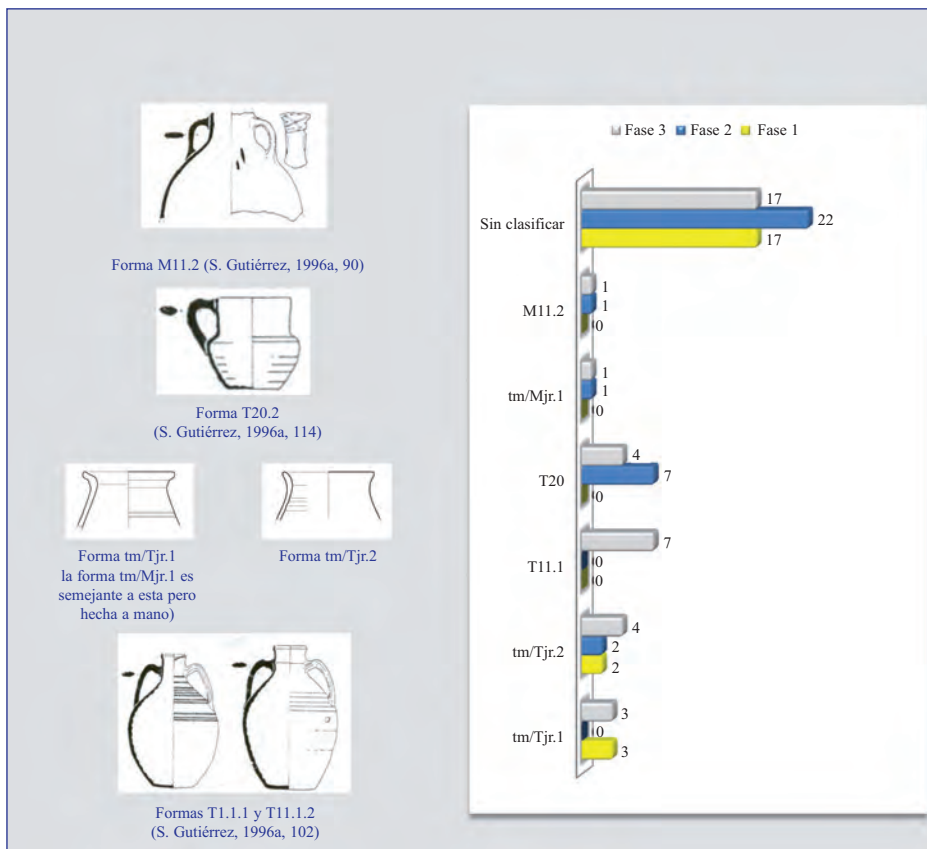 Forma M11.2 (S. Gutiérrez, 1996a, 90)
Forma T20.2
(S. Gutiérrez, 1996a, 114)
Forma tm/Tjr.1
la forma tm/Mjr.1 es
semejante a esta pero
hecha a mano)
Forma tm/Tjr.2
Formas T1.1.1 y T11.1.2
(S. Gutiérrez, 1996a, 102)
Fase 3 Fase 2 Fase 1
Sin clasificar
17
22
17
M11.2
1
1
0
tm/Mjr.1
1
1
0
T20
4
7
0
T11.1
7
0
0
tm/Tjr.2
4
2
2
tm/Tjr.1
3
0
3